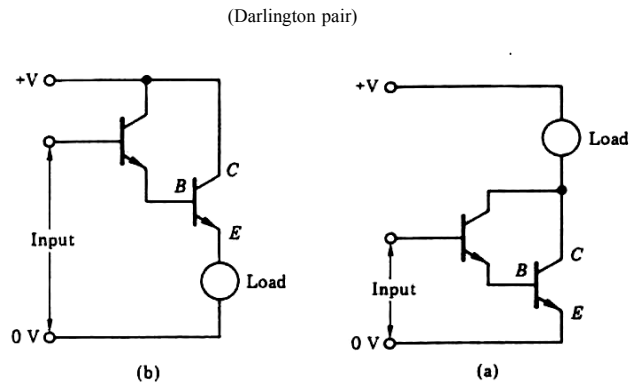 (Darlington pair)
+V
B
C
Input
E
Load
0 V
(b)
+V
Load
C
B
Input
E
0 V
(a)